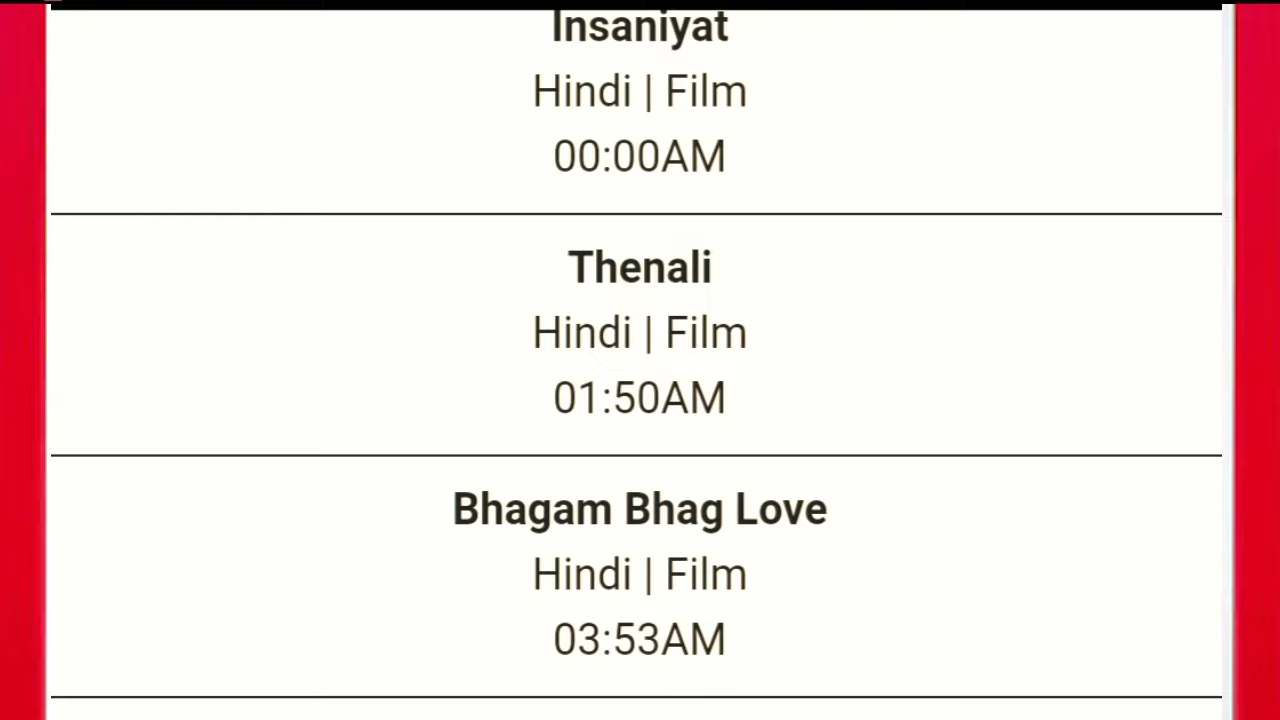 Insaniyat
Hindi | Film
00:00AM
Thenali
Hindi | Film
01:50AM
Bhagam Bhag Love
Hindi | Film
03:53AM